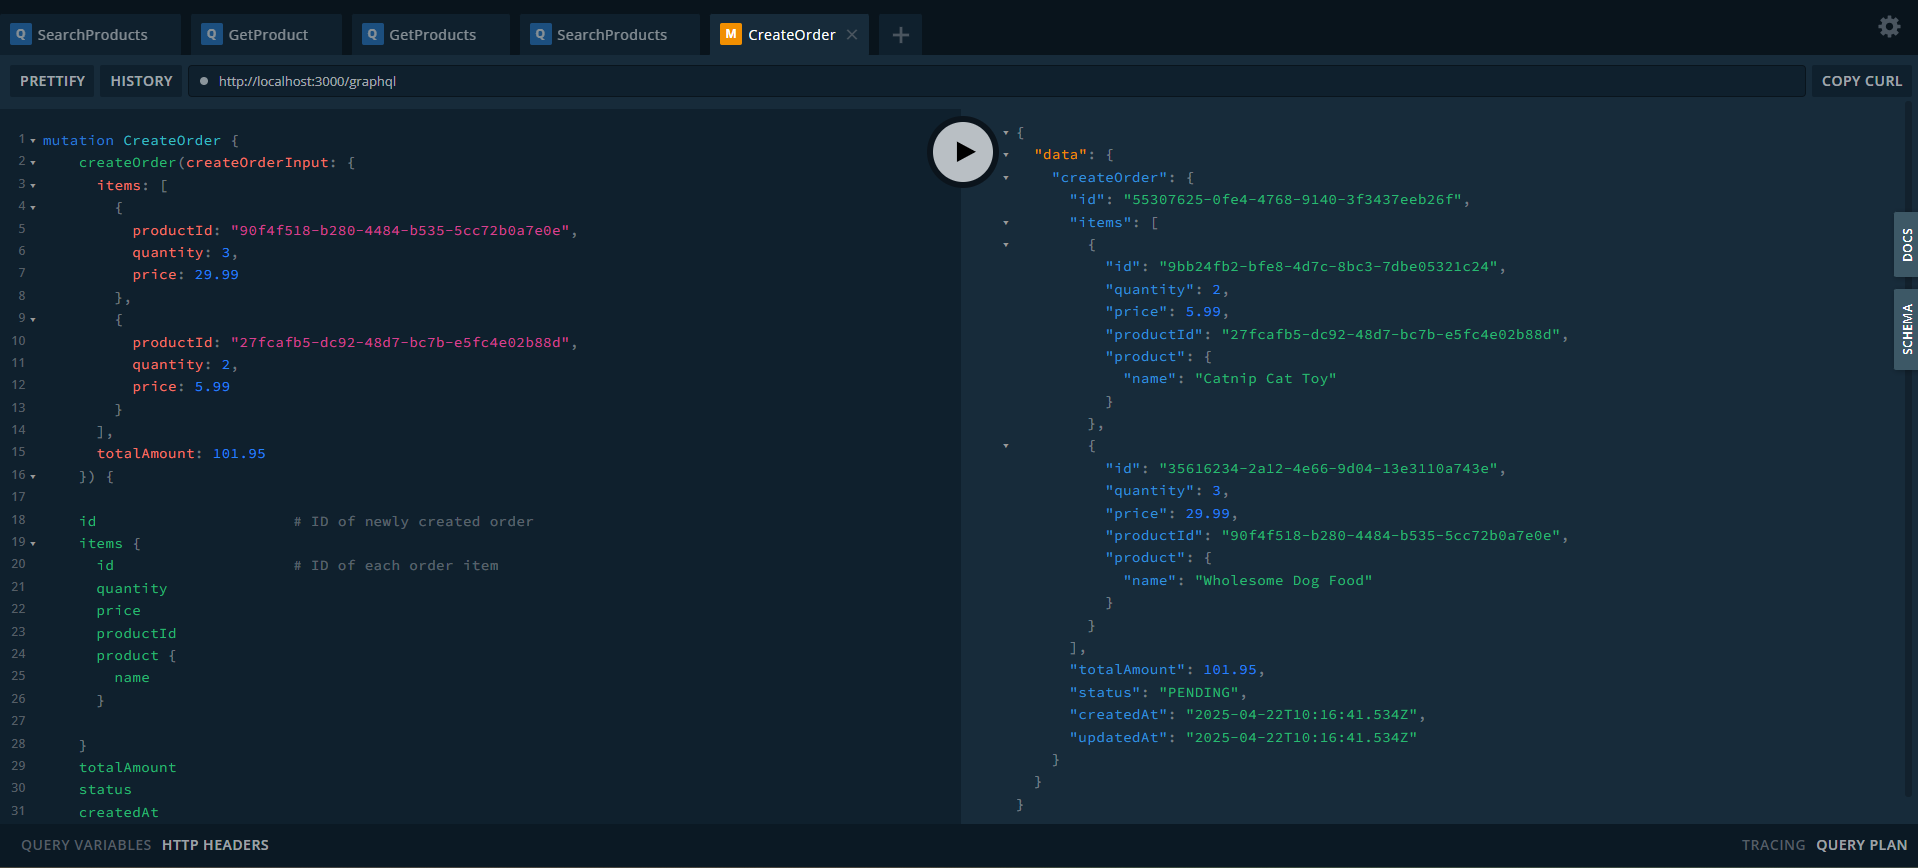 Q SearchProducts
Q GetProduct
Q GetProducts
Q SearchProducts
M CreateOrder
PRETTIFY
HISTORY
http://localhost:3000/graphql
COPY CURL
1 mutation CreateOrder {
2 createOrder(createOrderInput: {
3 items: [
4 {
5 productId: "90f4f518-b280-4484-b535-5cc72b0a7e0e",
6 quantity: 3,
7 price: 29.99
8 },
9 {
10 productId: "27fcafb5-dc92-48d7-bc7b-e5fc4e02b88d",
11 quantity: 2,
12 price: 5.99
13 }
14 ],
15 totalAmount: 101.95
16 }) {
17
18 id # ID of newly created order
19 items {
20 id # ID of each order item
21 quantity
22 price
23 productId
24 product {
25 name
26 }
27
28 }
29 totalAmount
30 status
31 createdAt
{
"data": {
"createOrder": {
"id": "55307625-0fe4-4768-9140-3f3437eeb26f",
"items": [
{
"id": "9bb24fb2-bfe8-4d7c-8bc3-7dbe05321c24",
"quantity": 2,
"price": 5.99,
"productId": "27fcafb5-dc92-48d7-bc7b-e5fc4e02b88d",
"product": {
"name": "Catnip Cat Toy"
}
},
{
"id": "35616234-2a12-4e66-9d04-13e3110a743e",
"quantity": 3,
"price": 29.99,
"productId": "90f4f518-b280-4484-b535-5cc72b0a7e0e",
"product": {
"name": "Wholesome Dog Food"
}
}
],
"totalAmount": 101.95,
"status": "PENDING",
"createdAt": "2025-04-22T10:16:41.534Z",
"updatedAt": "2025-04-22T10:16:41.534Z"
}
}
}
DOCS
SCHEMA
QUERY VARIABLES
HTTP HEADERS
TRACING
QUERY PLAN